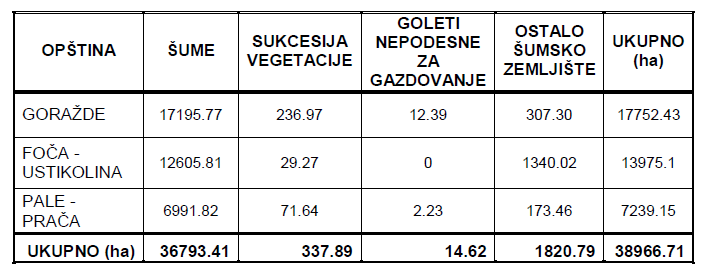 OPŠTINA ŠUME SUKCESIJA VEGETACIJE GOLETI NEPODESNE ZA GAZDOVANJE OSTALO ŠUMSKO ZEMLJIŠTE UKUPNO (ha)
GORAŽDE 17195.77 236.97 12.39 307.30 17752.43
FOČA - USTIKOLINA 12605.81 29.27 0 1340.02 13975.1
PALE - PRAČA 6991.82 71.64 2.23 173.46 7239.15
UKUPNO (ha) 36793.41 337.89 14.62 1820.79 38966.71